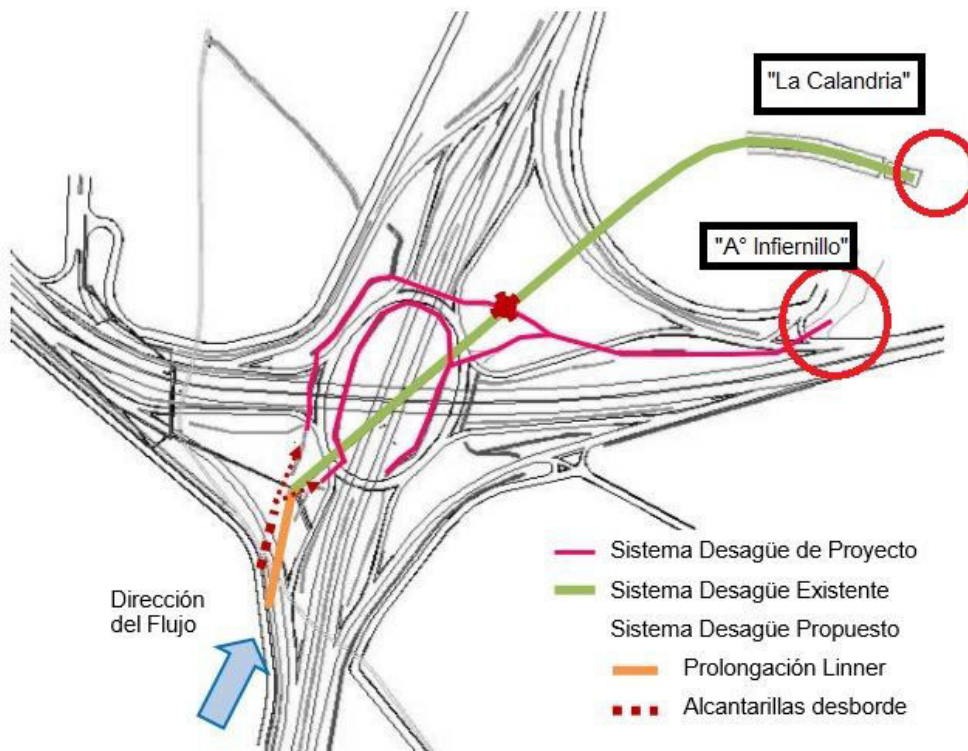 "La Calandria"
"A° Infiernillo"
Sistema Desagüe de Proyecto
Sistema Desagüe Existente
Sistema Desagüe Propuesto
Prolongación Linner
Alcantarillas desborde
Dirección
del Flujo